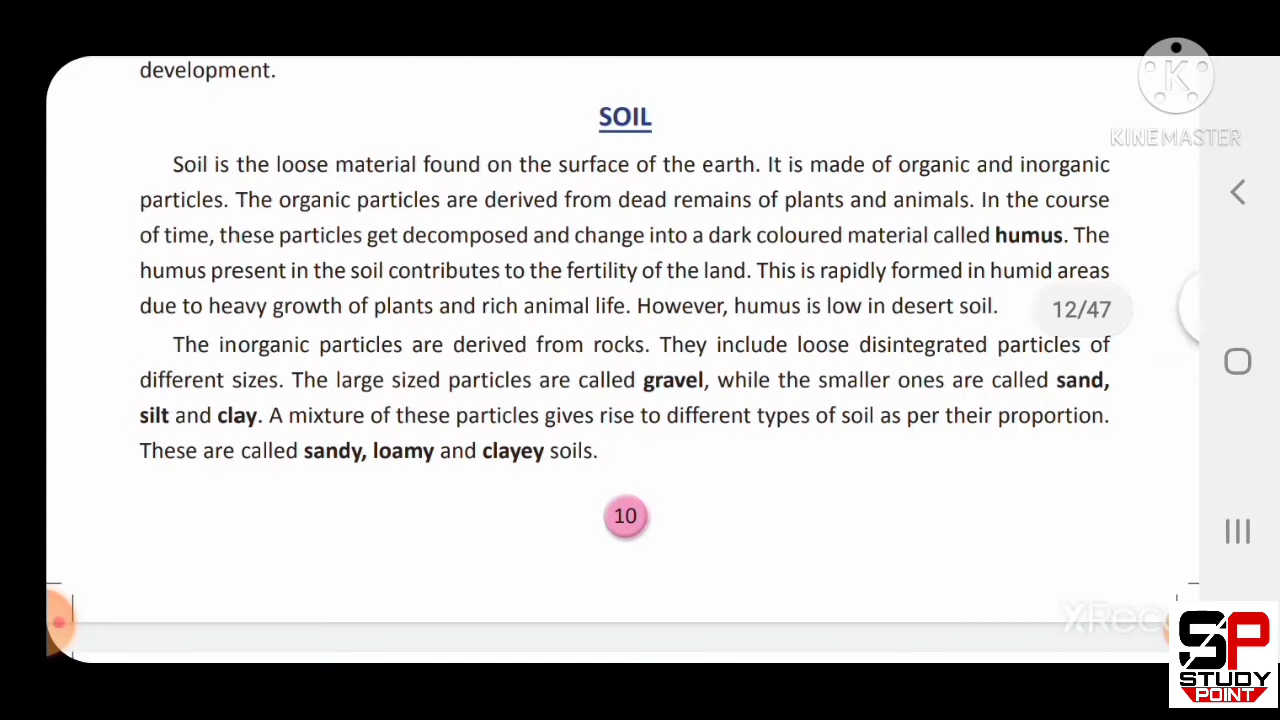 development.
SOIL
Soil is the loose material found on the surface of the earth. It is made of organic and inorganic
particles. The organic particles are derived from dead remains of plants and animals. In the course
of time, these particles get decomposed and change into a dark coloured material called humus. The
humus present in the soil contributes to the fertility of the land. This is rapidly formed in humid areas
due to heavy growth of plants and rich animal life. However, humus is low in desert soil.
The inorganic particles are derived from rocks. They include loose disintegrated particles of
different sizes. The large sized particles are called gravel, while the smaller ones are called sand,
silt and clay. A mixture of these particles gives rise to different types of soil as per their proportion.
These are called sandy, loamy and clayey soils.
10
12/47
K
KINEMASTER
XRec
SP
STUDY
POINT